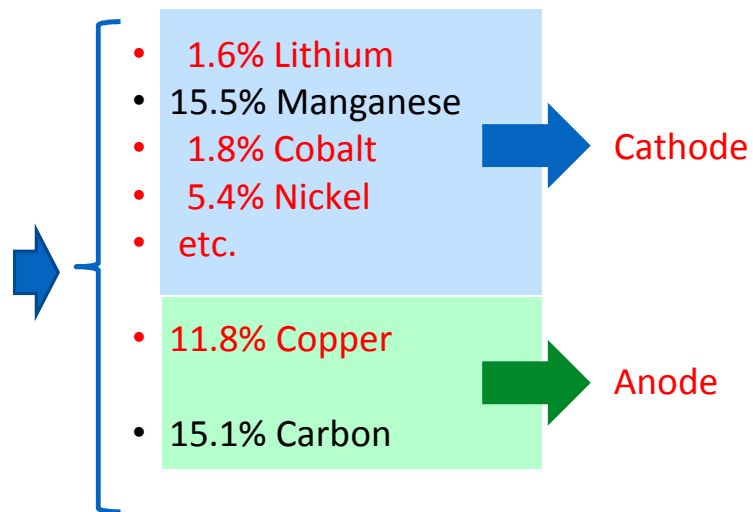 • 1.6% Lithium
• 15.5% Manganese
• 1.8% Cobalt
• 5.4% Nickel
• etc.
Cathode
• 11.8% Copper
• 15.1% Carbon
Anode